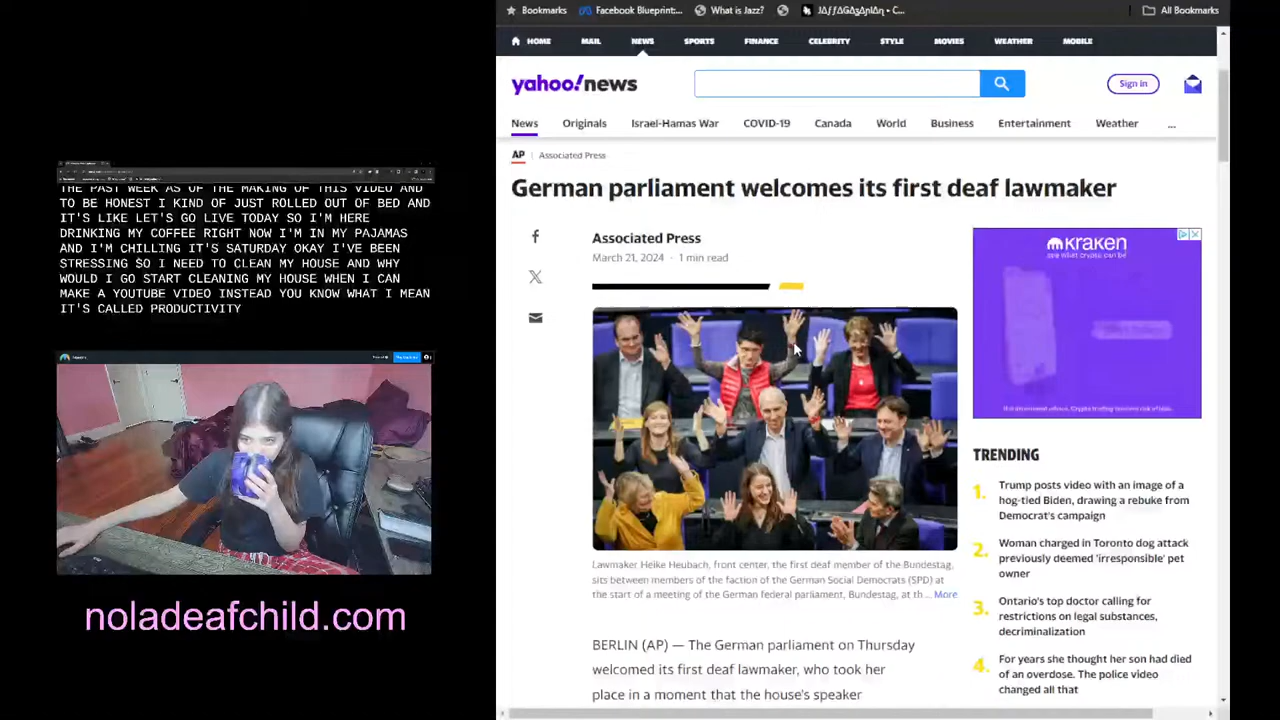 THE PAST WEEK AS OF THE MAKING OF THIS VIDEO AND
TO BE HONEST I KIND OF JUST ROLLED OUT OF BED AND
IT'S LIKE LET'S GO LIVE TODAY SO I'M HERE
DRINKING MY COFFEE RIGHT NOW I'M IN MY PAJAMAS
AND I'M CHILLING IT'S SATURDAY OKAY I'VE BEEN
STRESSING SO I NEED TO CLEAN MY HOUSE AND WHY
WOULD I GO START CLEANING MY HOUSE WHEN I CAN
MAKE A YOUTUBE VIDEO INSTEAD YOU KNOW WHAT I MEAN
IT'S CALLED PRODUCTIVITY
noladeafchild.com
Bookmarks
Facebook Blueprint:...
What is Jazz?
All Bookmarks
HOME MAIL NEWS SPORTS FINANCE CELEBRITY STYLE MOVIES WEATHER MOBILE
yahoo!news
Sign in
News Originals Israel-Hamas War COVID-19 Canada World Business Entertainment Weather ...
AP Associated Press
German parliament welcomes its first deaf lawmaker
Associated Press
March 21, 2024 · 1 min read
Lawmaker Heike Heubach, front center, the first deaf member of the Bundestag,
sits between members of the faction of the German Social Democrats (SPD) at
the start of a meeting of the German federal parliament, Bundestag, at th ... More
BERLIN (AP) — The German parliament on Thursday
welcomed its first deaf lawmaker, who took her
place in a moment that the house's speaker
kraken
see what crypto can be
TRENDING
1. Trump posts video with an image of a
hog-tied Biden, drawing a rebuke from
Democrat's campaign
2. Woman charged in Toronto dog attack
previously deemed 'irresponsible' pet
owner
3. Ontario's top doctor calling for
restrictions on legal substances,
decriminalization
4. For years she thought her son had died
of an overdose. The police video
changed all that